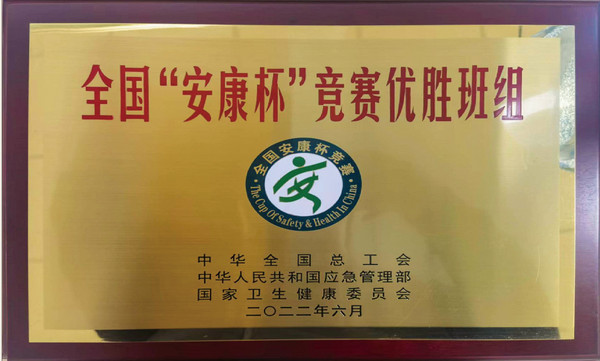 全国“安康杯”竞赛优胜班组
全国安康杯竞赛
The Cup Of Safety & Health In China
安
中华全国总工会
中华人民共和国应急管理部
国家卫生健康委员会
二〇二二年六月